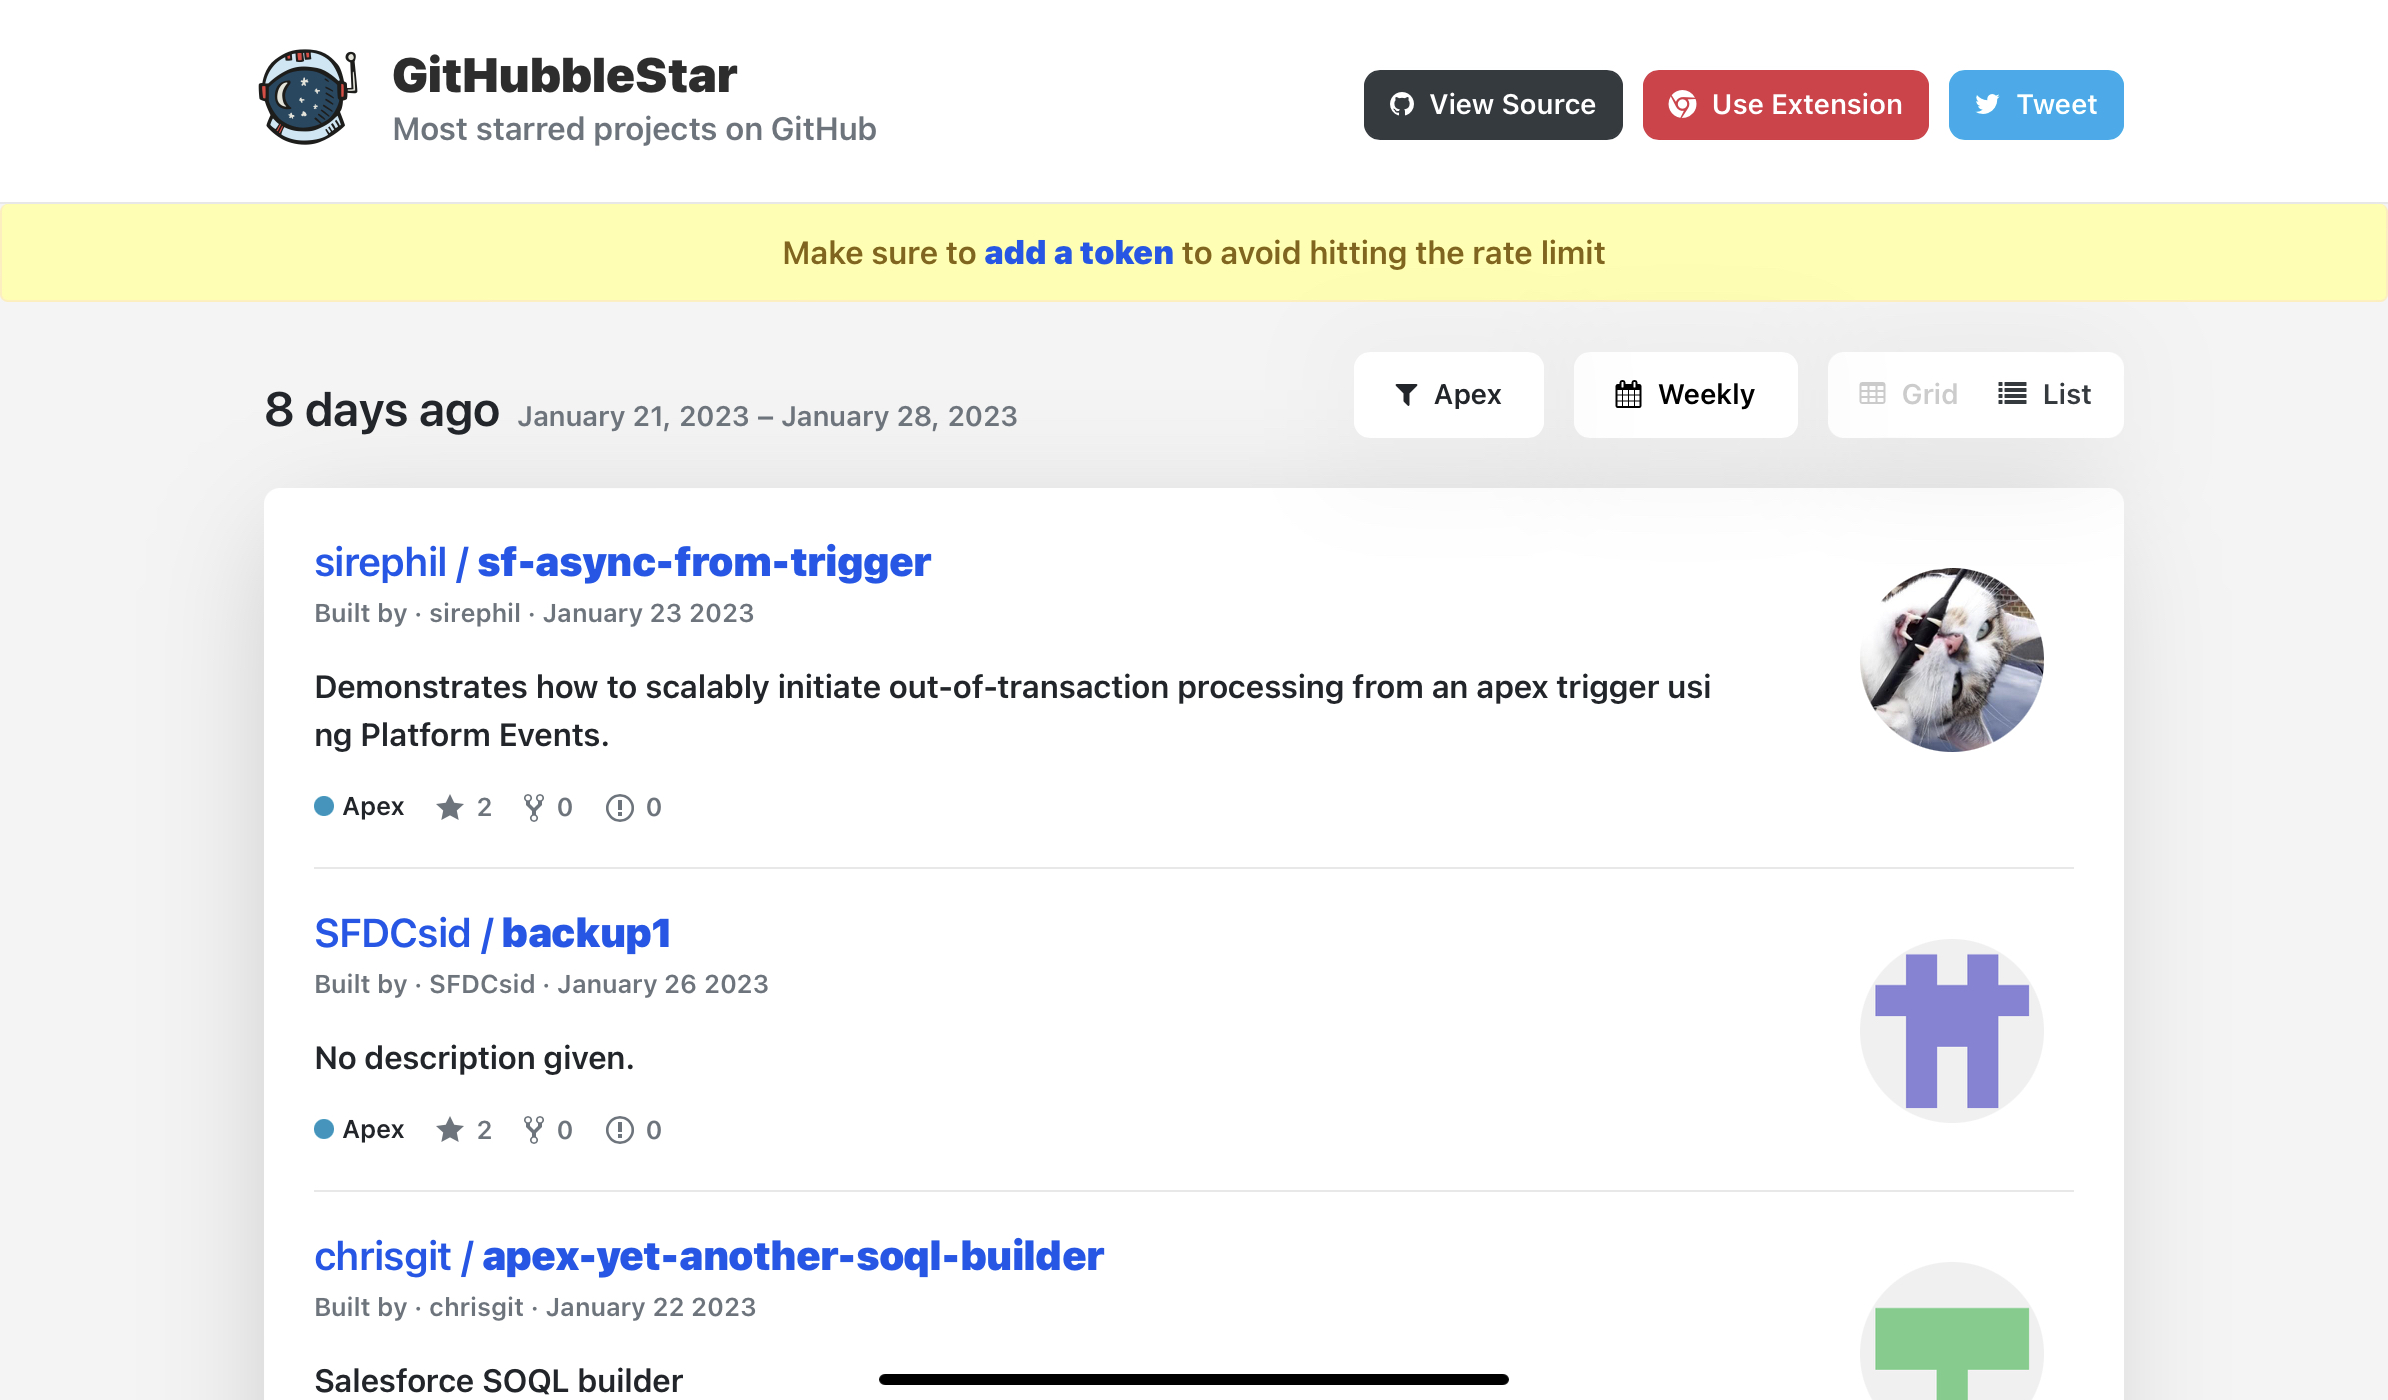 GitHubbleStar
Most starred projects on GitHub
View Source
Use Extension
Tweet
Make sure to add a token to avoid hitting the rate limit
8 days ago January 21, 2023 – January 28, 2023
Apex
Weekly
Grid
List
sirephil / sf-async-from-trigger
Built by · sirephil · January 23 2023
Demonstrates how to scalably initiate out-of-transaction processing from an apex trigger usi
ng Platform Events.
Apex 2 0 0
SFDCsid / backup1
Built by · SFDCsid · January 26 2023
No description given.
Apex 2 0 0
chrisgit / apex-yet-another-soql-builder
Built by · chrisgit · January 22 2023
Salesforce SOQL builder